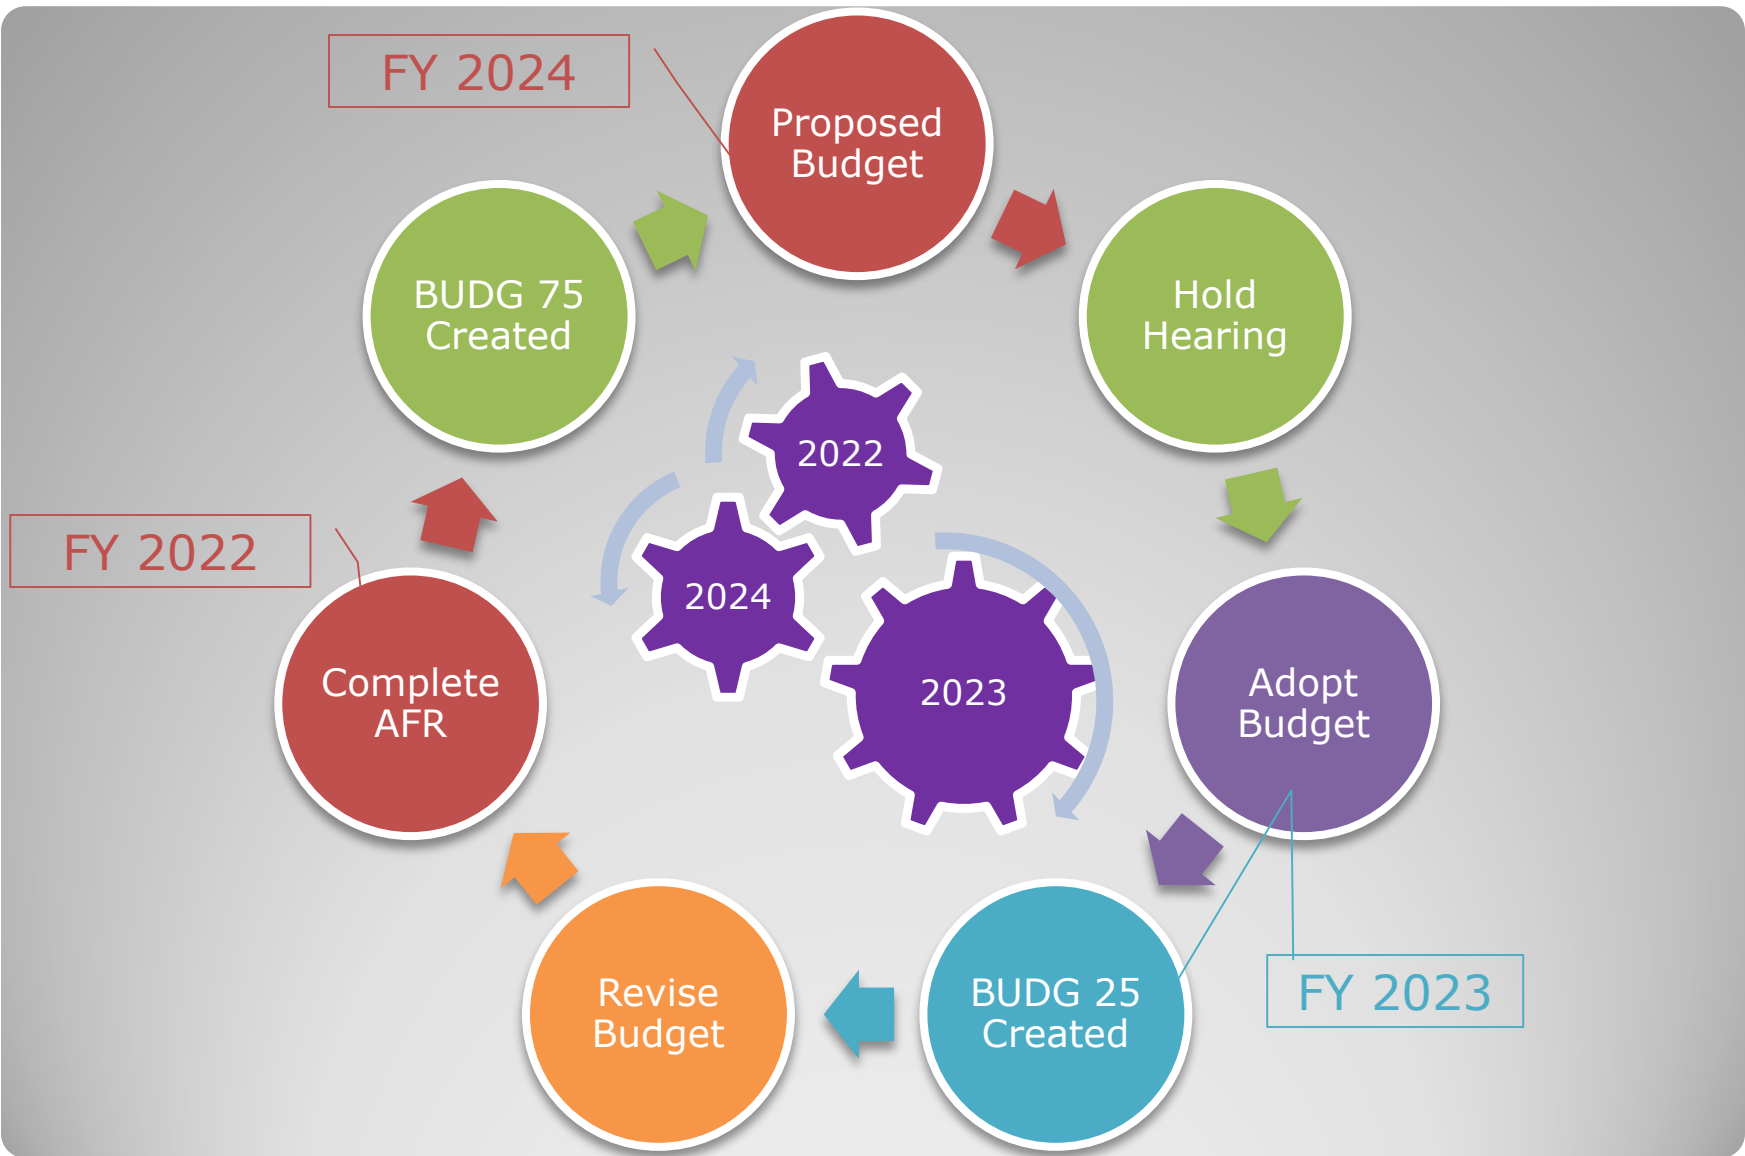 FY 2024
Proposed
Budget
Hold
Hearing
Adopt
Budget
FY 2023
BUDG 25
Created
Revise
Budget
Complete
AFR
FY 2022
BUDG 75
Created
2022
2024
2023